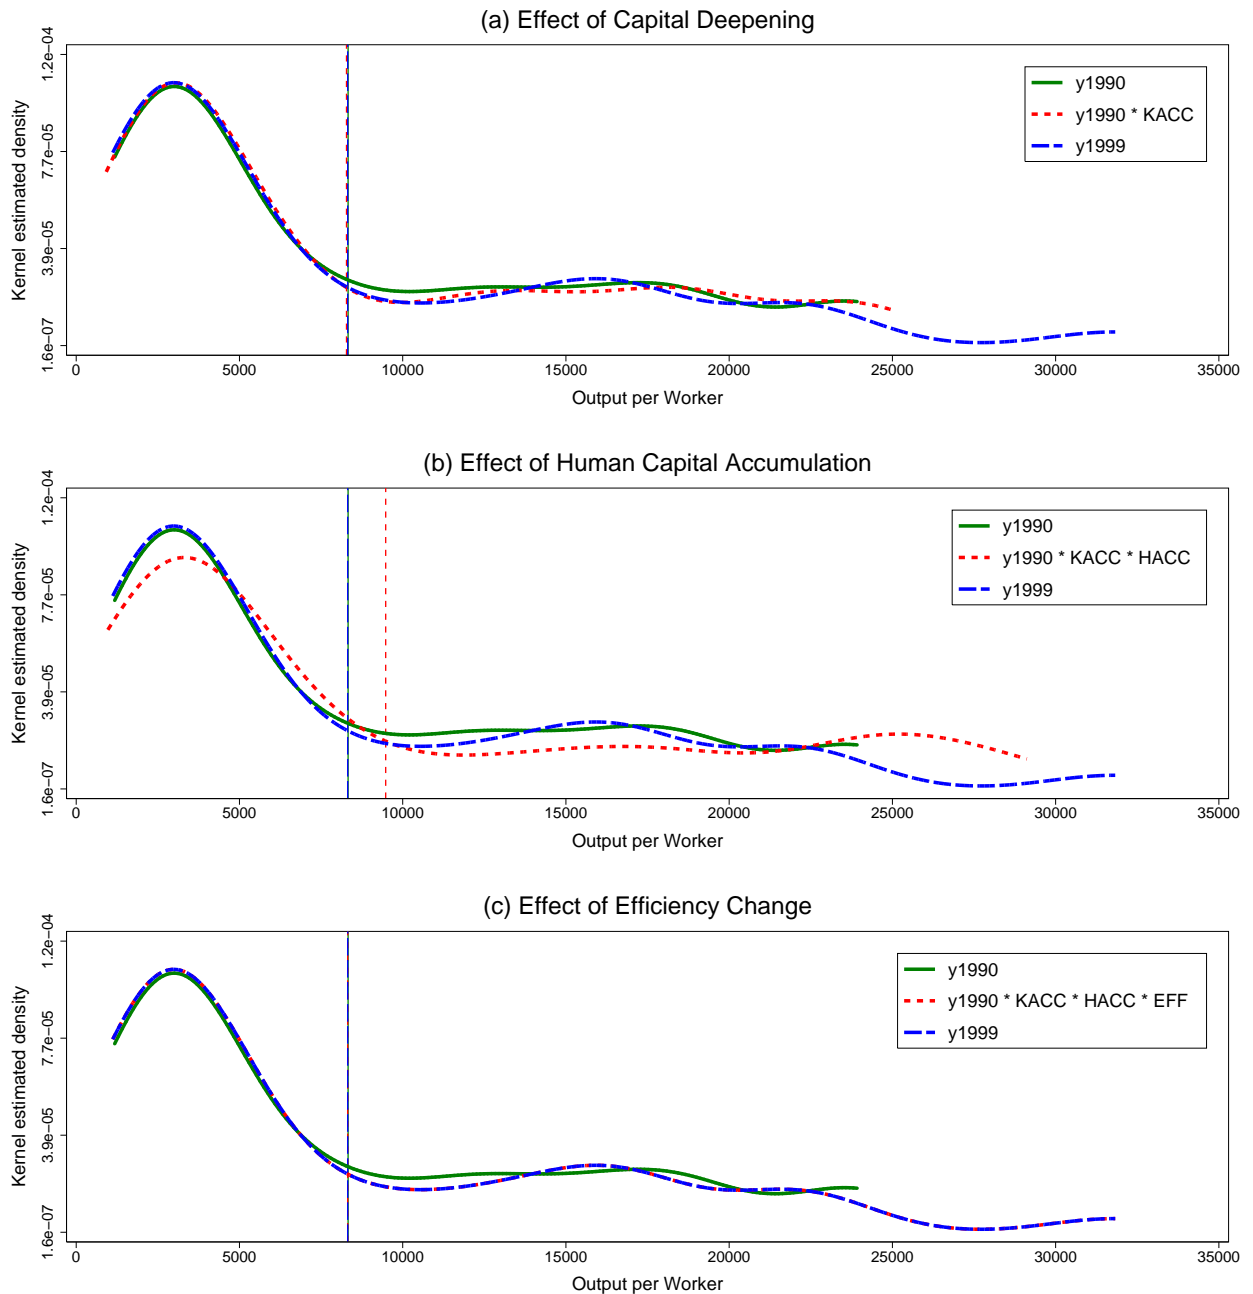 (a) Effect of Capital Deepening
Kernel estimated density
1.2e−04
7.7e−05
3.9e−05
1.6e−07
y1990
y1990 * KACC
y1999
0 5000 10000 15000 20000 25000 30000 35000
Output per Worker
(b) Effect of Human Capital Accumulation
Kernel estimated density
1.2e−04
7.7e−05
3.9e−05
1.6e−07
y1990
y1990 * KACC * HACC
y1999
0 5000 10000 15000 20000 25000 30000 35000
Output per Worker
(c) Effect of Efficiency Change
Kernel estimated density
1.2e−04
7.7e−05
3.9e−05
1.6e−07
y1990
y1990 * KACC * HACC * EFF
y1999
0 5000 10000 15000 20000 25000 30000 35000
Output per Worker